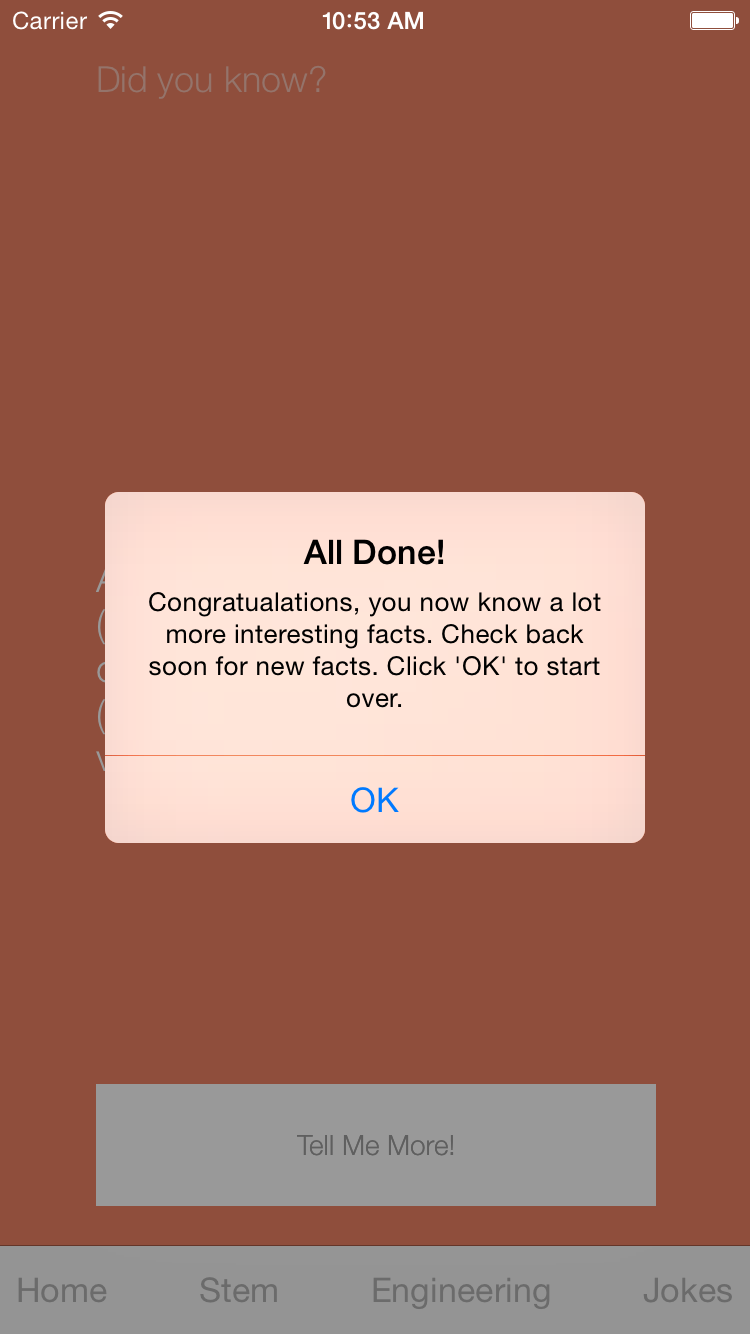 Carrier 10:53 AM
Did you know?
All Done!
Congratualations, you now know a lot
more interesting facts. Check back
soon for new facts. Click 'OK' to start
over.
OK
Tell Me More!
Home Stem Engineering Jokes